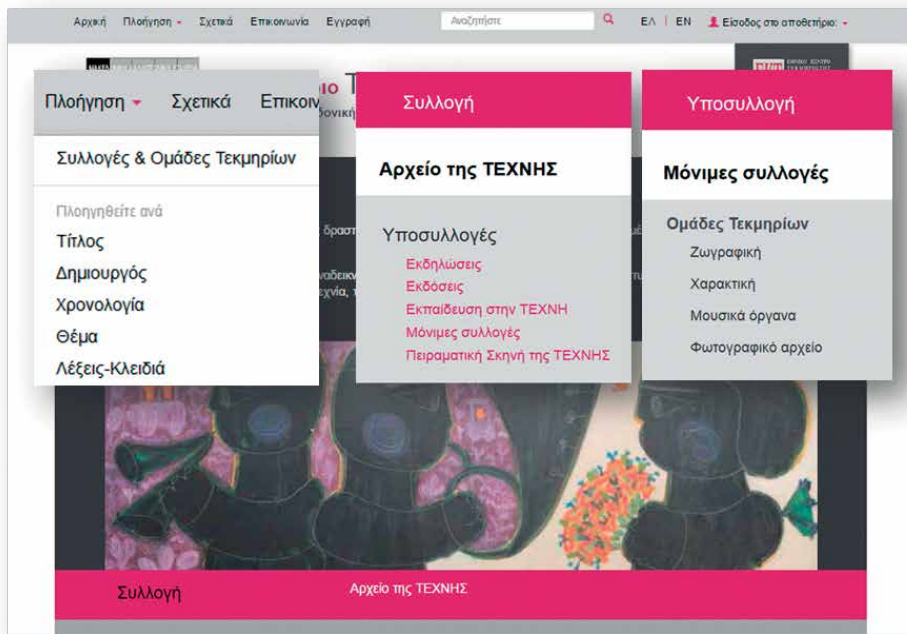 Αρχική Πλοήγηση Σχετικά Επικοινωνία Εγγραφή Αναζητήστε ΕΛ | EN Είσοδος στο αποθετήριο:
Πλοήγηση Σχετικά Επικοιν
Συλλογές & Ομάδες Τεκμηρίων
Πλοηγηθείτε ανά
Τίτλος
Δημιουργός
Χρονολογία
Θέμα
Λέξεις-Κλειδιά
Συλλογή
Αρχείο της ΤΕΧΝΗΣ
Υποσυλλογές
Εκδηλώσεις
Εκδόσεις
Εκπαίδευση στην ΤΕΧΝΗ
Μόνιμες συλλογές
Πειραματική Σκηνή της ΤΕΧΝΗΣ
Υποσυλλογή
Μόνιμες συλλογές
Ομάδες Τεκμηρίων
Ζωγραφική
Χαρακτική
Μουσικά όργανα
Φωτογραφικό αρχείο
Συλλογή Αρχείο της ΤΕΧΝΗΣ